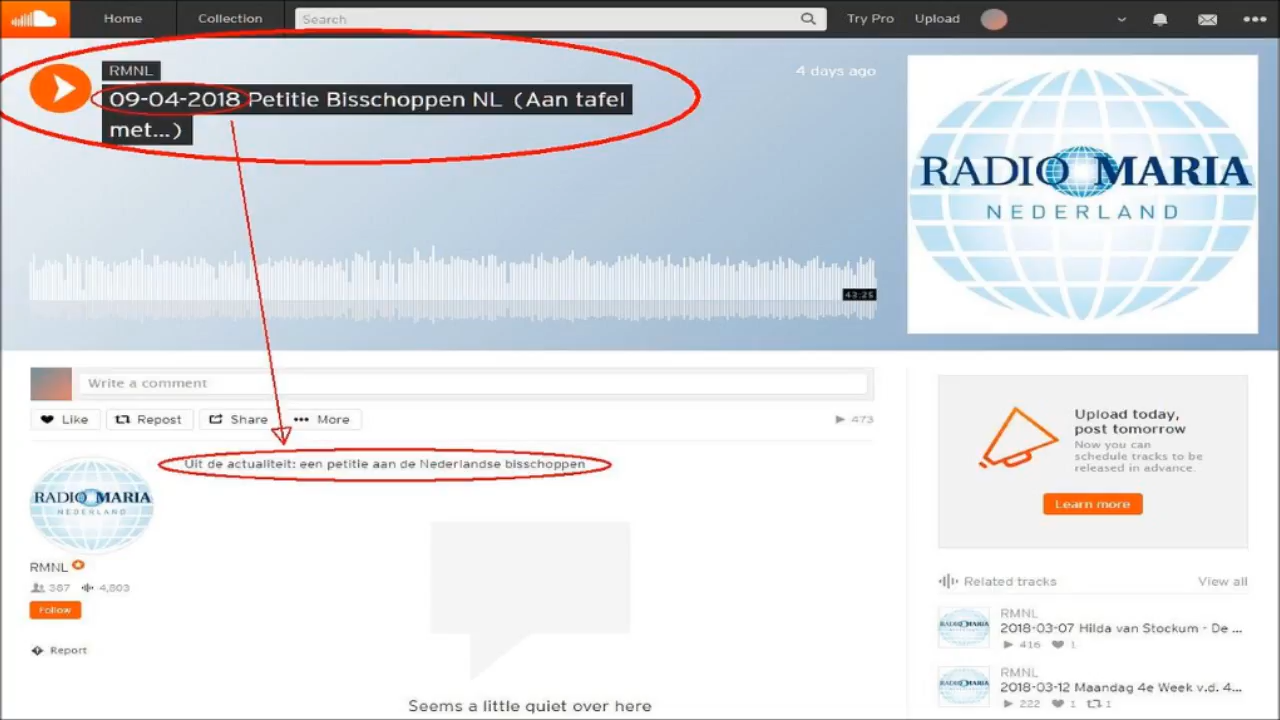 Home
Collection
Search
Try Pro
Upload
RMNL
4 days ago
09-04-2018 Petitie Bisschoppen NL (Aan tafel
met...)
RADIO MARIA
NEDERLAND
43:25
Write a comment
Like
Repost
Share
More
473
Uit de actualiteit: een petitie aan de Nederlandse bisschoppen
RADIO MARIA
NEDERLAND
RMNL
387
4,803
Follow
Report
Seems a little quiet over here
Upload today,
post tomorrow
Now you can
schedule tracks to be
released in advance.
Learn more
Related tracks
View all
RADIO MARIA
RMNL
2018-03-07 Hilda van Stockum - De ...
416
1
RADIO MARIA
RMNL
2018-03-12 Maandag 4e Week v.d. 4...
222
1
1